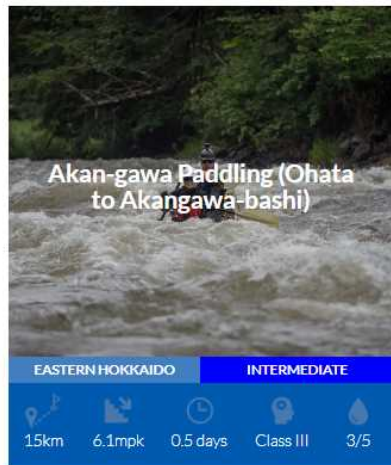 Akan-gawa Paddling (Ohata
to Akangawa-bashi)
EASTERN HOKKAIDO INTERMEDIATE
15km 6.1mpk 0.5 days Class III 3/5